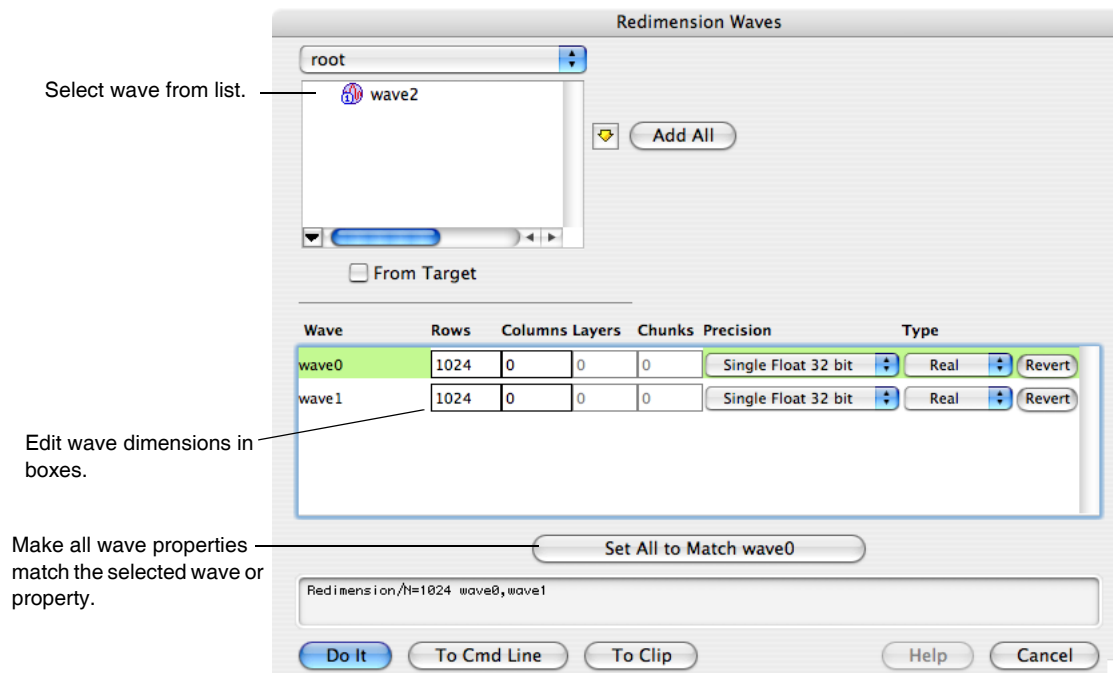 Redimension Waves
root
Select wave from list.
wave2
Add All
From Target
Wave Rows Columns Layers Chunks Precision Type
wave0 1024 0 0 0 Single Float 32 bit Real Revert
wave1 1024 0 0 0 Single Float 32 bit Real Revert
Edit wave dimensions in
boxes.
Make all wave properties
match the selected wave or
property.
Set All to Match wave0
Redimension/N=1024 wave0,wave1
Do It To Cmd Line To Clip Help Cancel